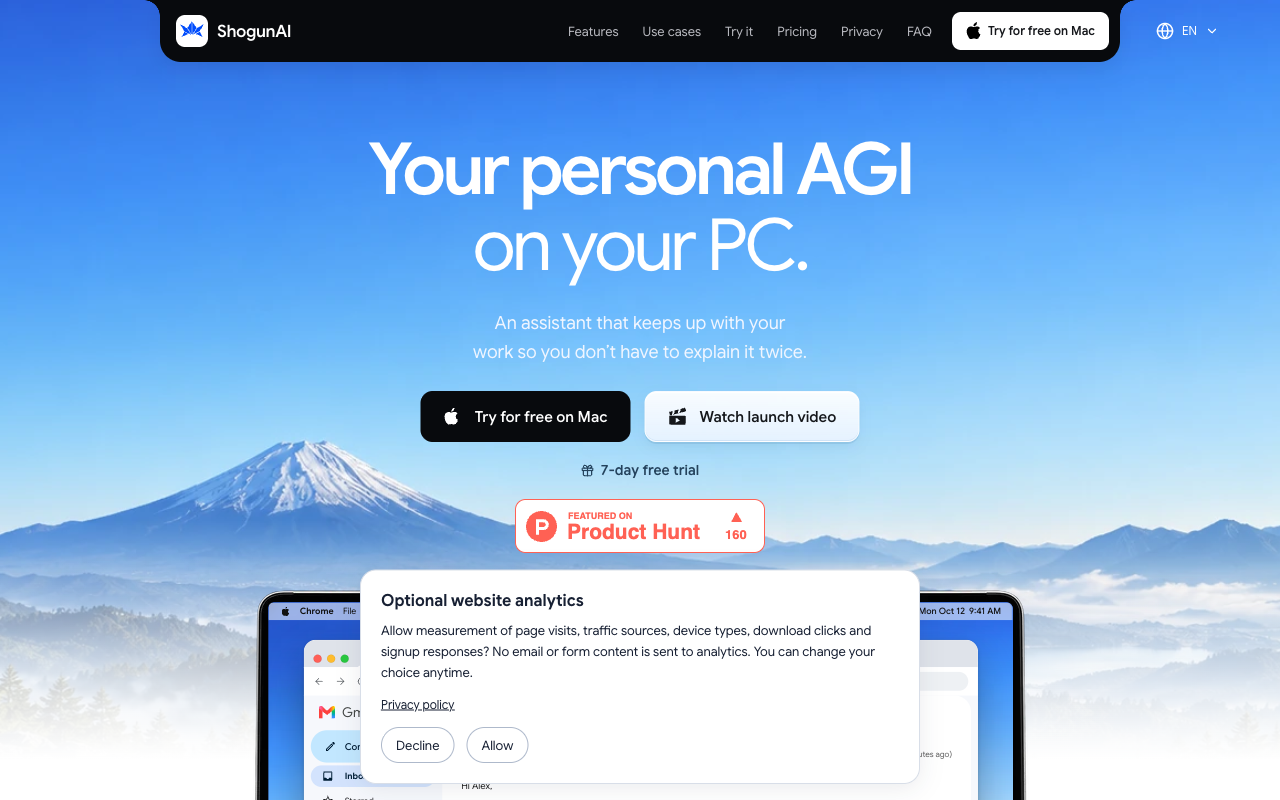 ShogunAI
Features
Use cases
Try it
Pricing
Privacy
FAQ
Try for free on Mac
EN
Your personal AGI
on your PC.
An assistant that keeps up with your
work so you don't have to explain it twice.
Try for free on Mac
Watch launch video
7-day free trial
FEATURED ON
Product Hunt
160
Chrome File
Mon Oct 12 9:41 AM
Optional website analytics
Allow measurement of page visits, traffic sources, device types, download clicks and
signup responses? No email or form content is sent to analytics. You can change your
choice anytime.
Privacy policy
Decline
Allow
ago)
Hi Alex,